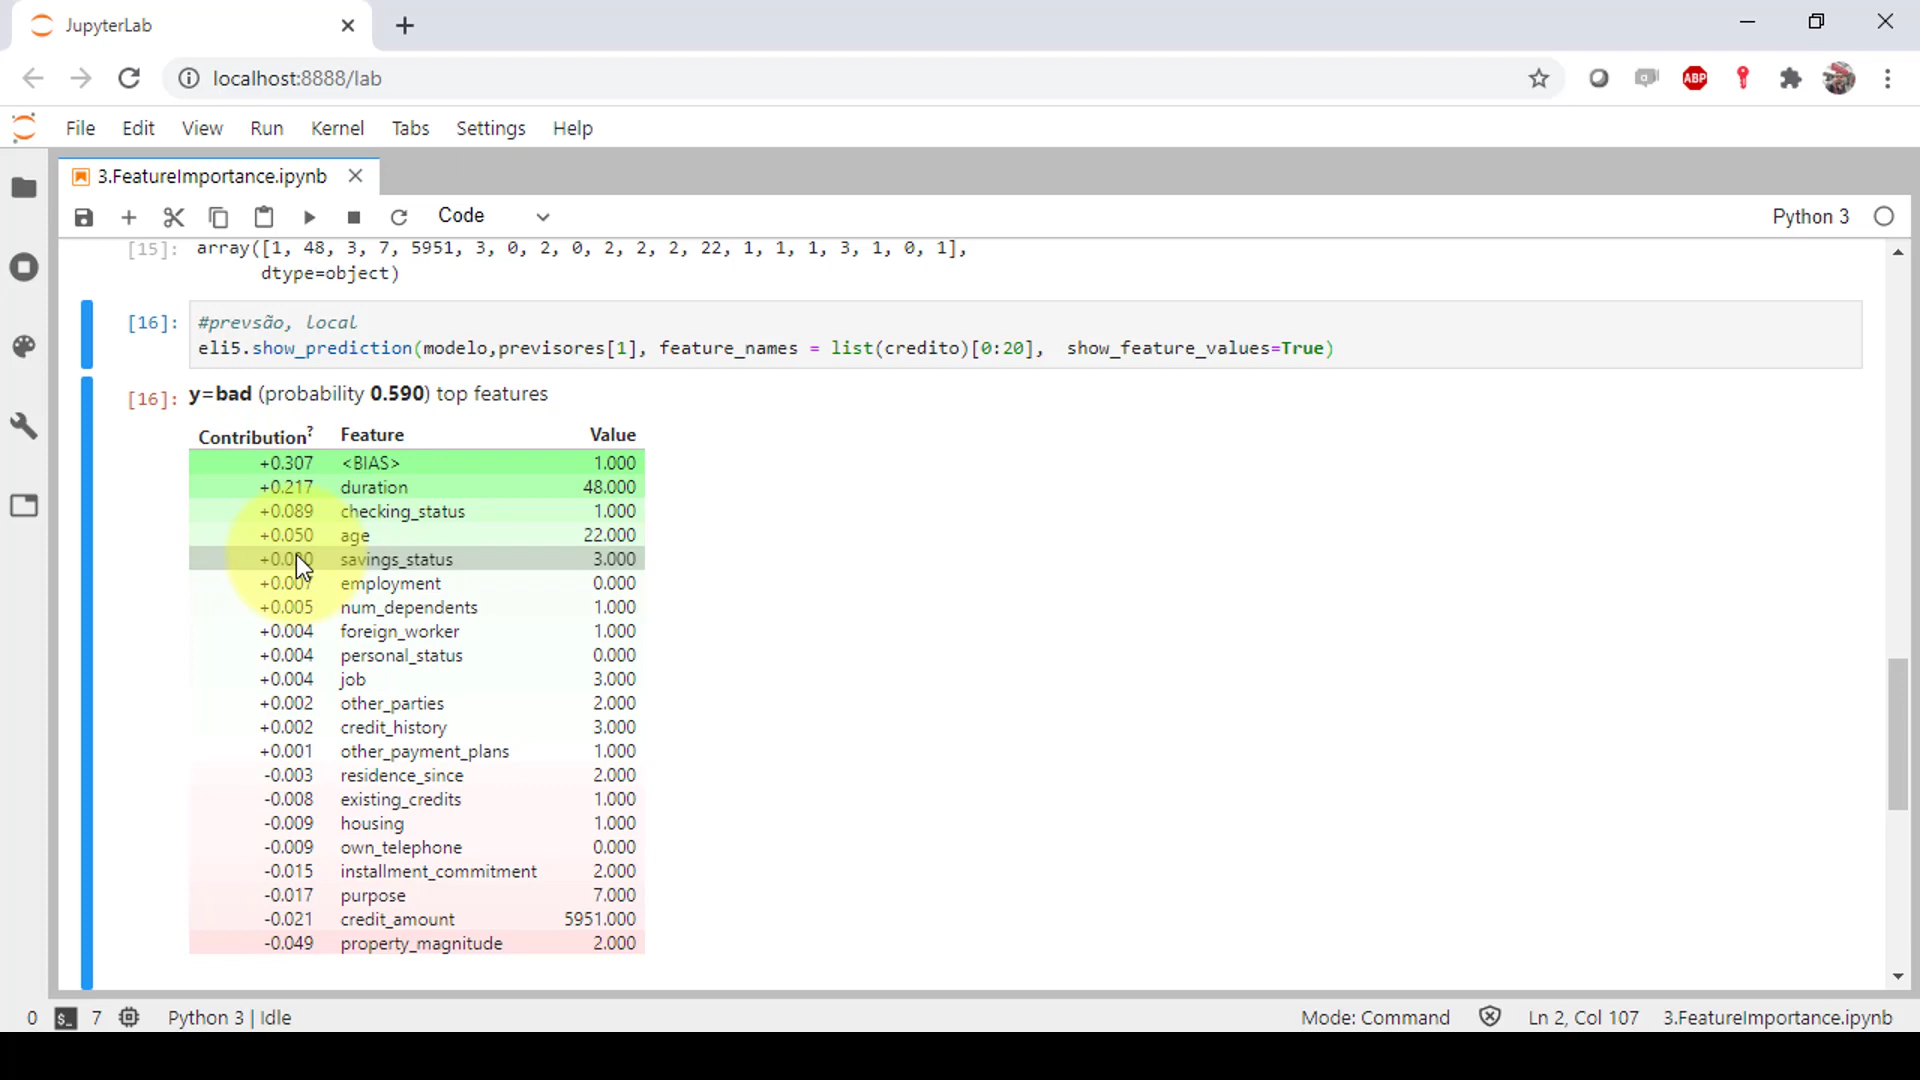 JupyterLab
localhost:8888/lab
ABP
File Edit View Run Kernel Tabs Settings Help
3.FeatureImportance.ipynb
Code
Python 3
[15]: array([1, 48, 3, 7, 5951, 3, 0, 2, 0, 2, 2, 2, 22, 1, 1, 1, 3, 1, 0, 1],
dtype=object)
[16]: #prevsão, local
eli5.show_prediction(modelo,previsores[1], feature_names = list(credito)[0:20], show_feature_values=True)
[16]: y=bad (probability 0.590) top features
Contribution? Feature Value
+0.307 <BIAS> 1.000
+0.217 duration 48.000
+0.089 checking_status 1.000
+0.050 age 22.000
savings_status 3.000
+0.007 employment 0.000
+0.005 num_dependents 1.000
+0.004 foreign_worker 1.000
+0.004 personal_status 0.000
+0.004 job 3.000
+0.002 other_parties 2.000
+0.002 credit_history 3.000
+0.001 other_payment_plans 1.000
-0.003 residence_since 2.000
-0.008 existing_credits 1.000
-0.009 housing 1.000
-0.009 own_telephone 0.000
-0.015 installment_commitment 2.000
-0.017 purpose 7.000
-0.021 credit_amount 5951.000
-0.049 property_magnitude 2.000
0 7 Python 3 | Idle Mode: Command Ln 2, Col 107 3.FeatureImportance.ipynb